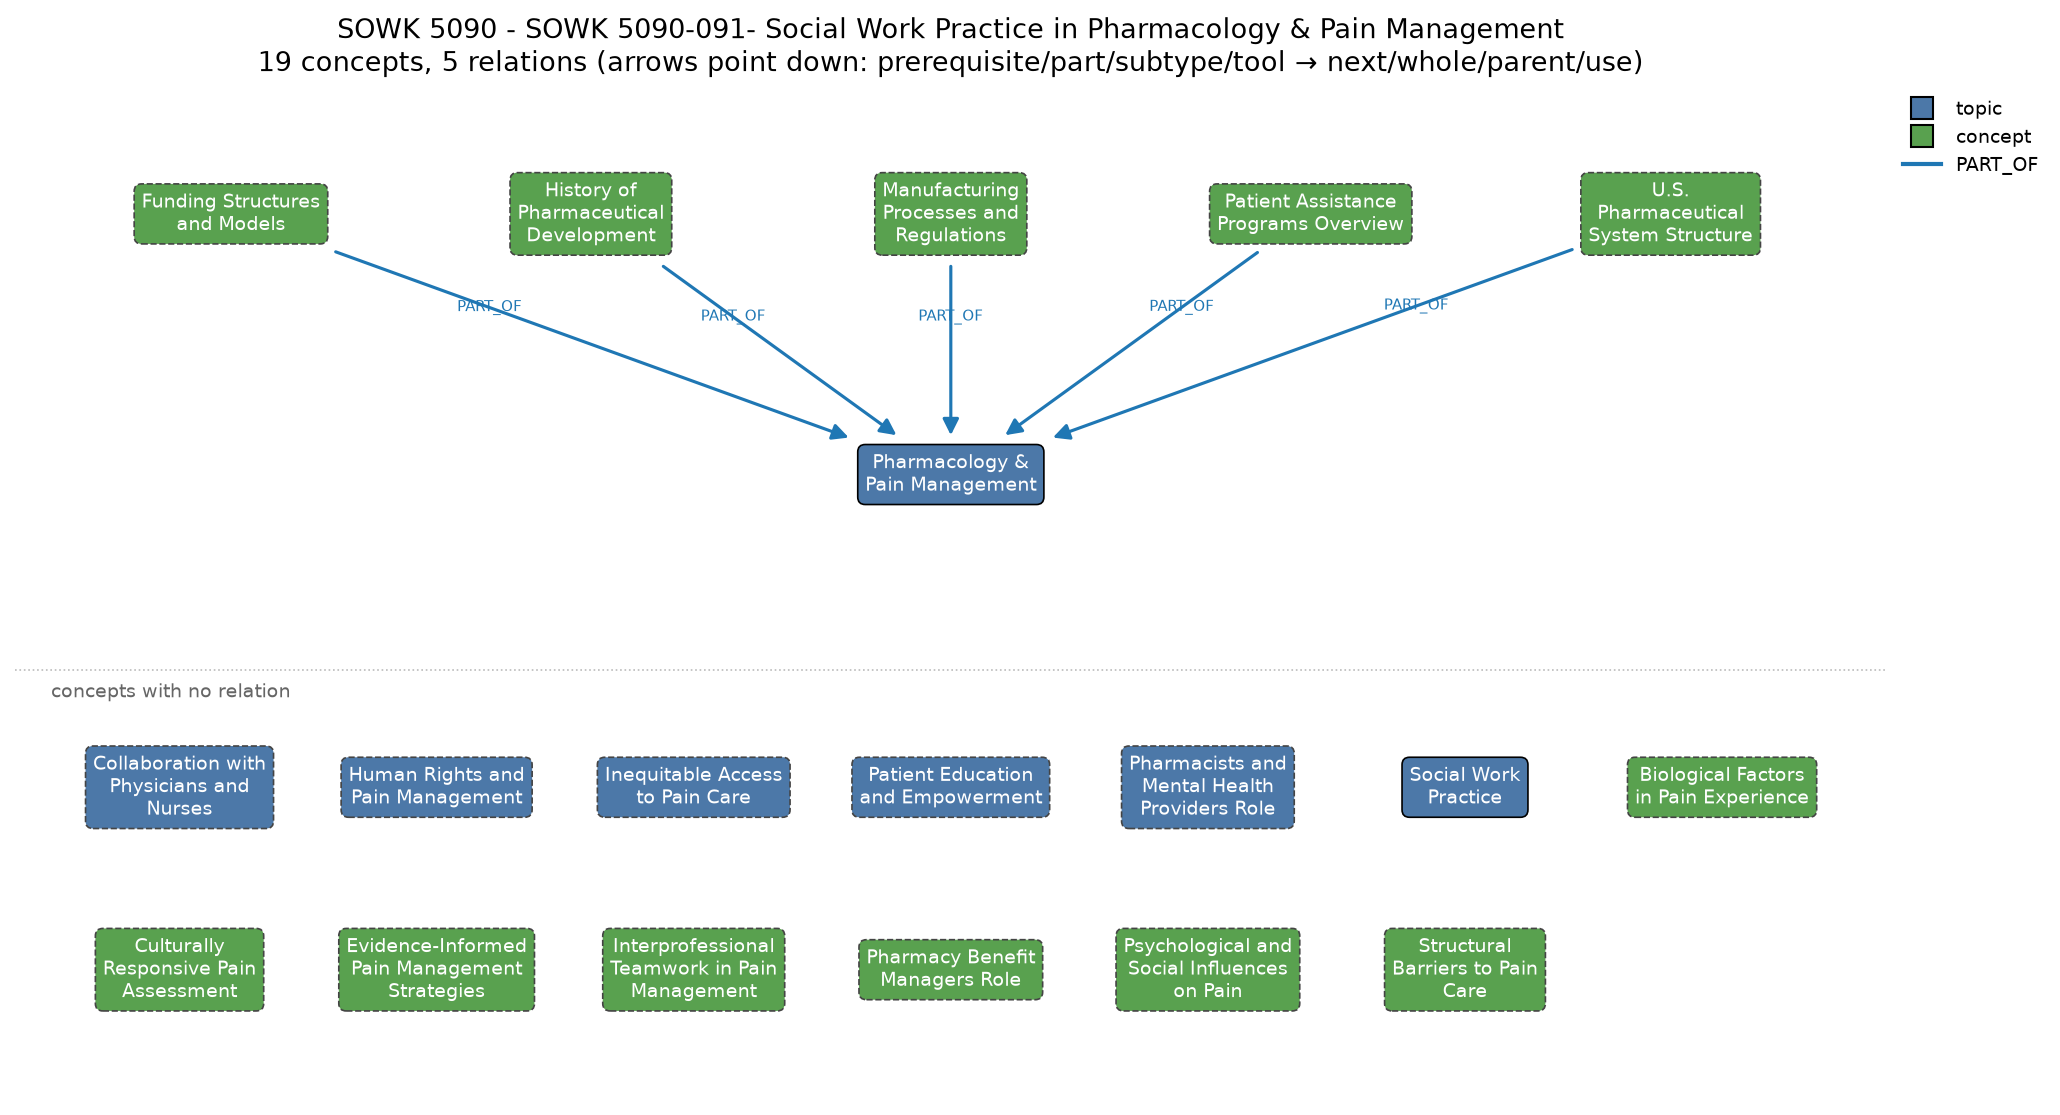 SOWK 5090 - SOWK 5090-091- Social Work Practice in Pharmacology & Pain Management
19 concepts, 5 relations (arrows point down: prerequisite/part/subtype/tool → next/whole/parent/use)
topic
concept
PART_OF
Funding Structures
and Models
History of
Pharmaceutical
Development
Manufacturing
Processes and
Regulations
Patient Assistance
Programs Overview
U.S.
Pharmaceutical
System Structure
PART_OF
PART_OF
PART_OF
PART_OF
PART_OF
Pharmacology &
Pain Management
concepts with no relation
Collaboration with
Physicians and
Nurses
Human Rights and
Pain Management
Inequitable Access
to Pain Care
Patient Education
and Empowerment
Pharmacists and
Mental Health
Providers Role
Social Work
Practice
Biological Factors
in Pain Experience
Culturally
Responsive Pain
Assessment
Evidence-Informed
Pain Management
Strategies
Interprofessional
Teamwork in Pain
Management
Pharmacy Benefit
Managers Role
Psychological and
Social Influences
on Pain
Structural
Barriers to Pain
Care